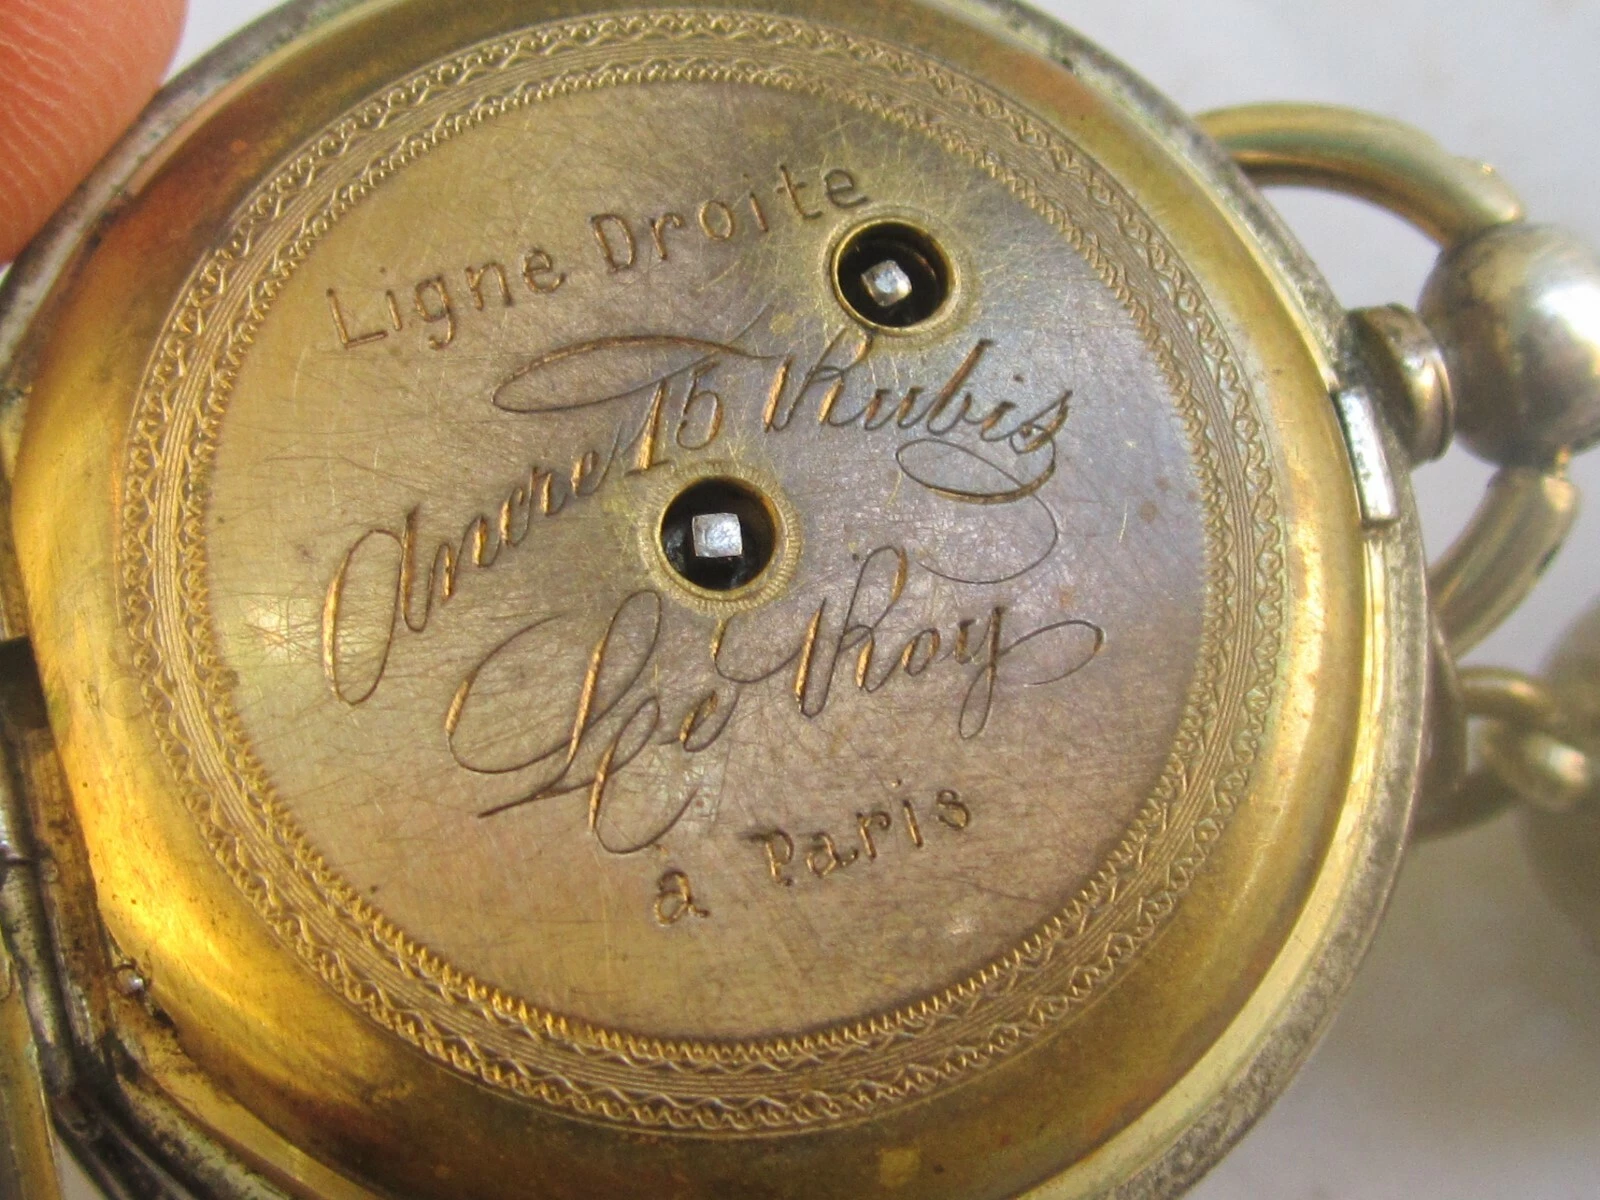 Ligne Droite
Ancre 15 Rubis
Le Roy
à Paris